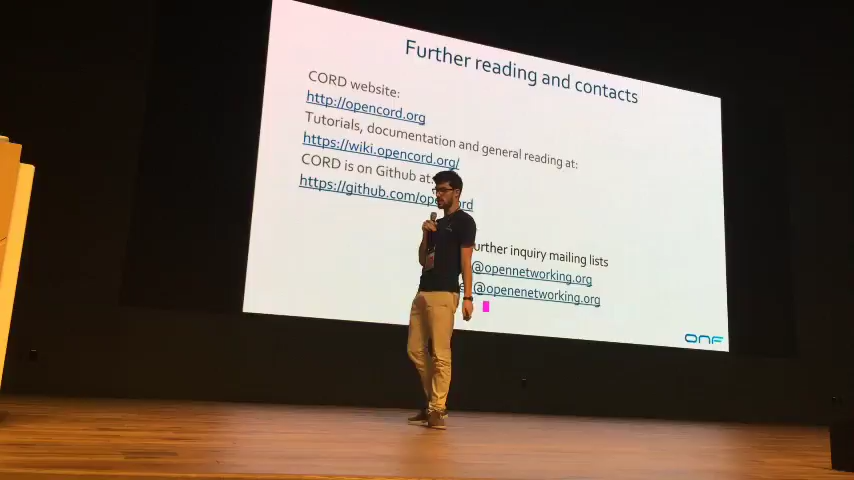 Further reading and contacts
CORD website:
http://opencord.org
Tutorials, documentation and general reading at:
https://wiki.opencord.org/
CORD is on Github at:
https://github.com/op rd
urther inquiry mailing lists
@opennetworking.org
@openenetworking.org
ONF